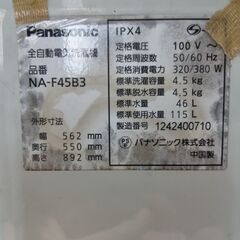 Panasonic
全自動電気洗濯機
品番
NA-F45B3
外形寸法
幅 562 mm
奥行 550 mm
高さ 892 mm
IPX4
定格電圧 100 V~
定格周波数 50/60 Hz
定格消費電力 320/380 W
標準洗濯容量 4.5 kg
標準脱水容量 4.5 kg
標準水量 46 L
標準使用水量 115 L
製造番号 1242400710
パナソニック株式会社
中国製